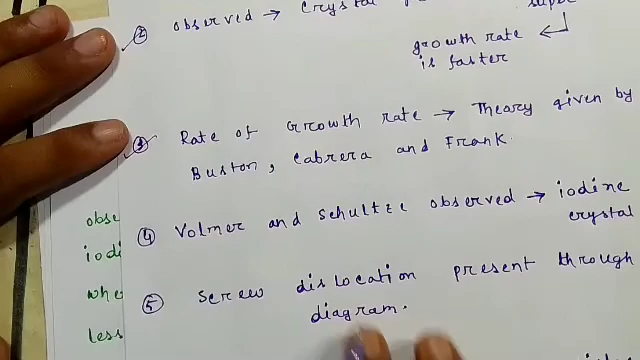 ② observed → crystal
growth rate
is faster
③ Rate of Growth rate → Theory given by
Buston, Cabrera and Frank.
④ Volmer and Schultze observed → iodine
crystal
⑤ Screw dislocation present through
diagram.
obse
iodi
whe
less